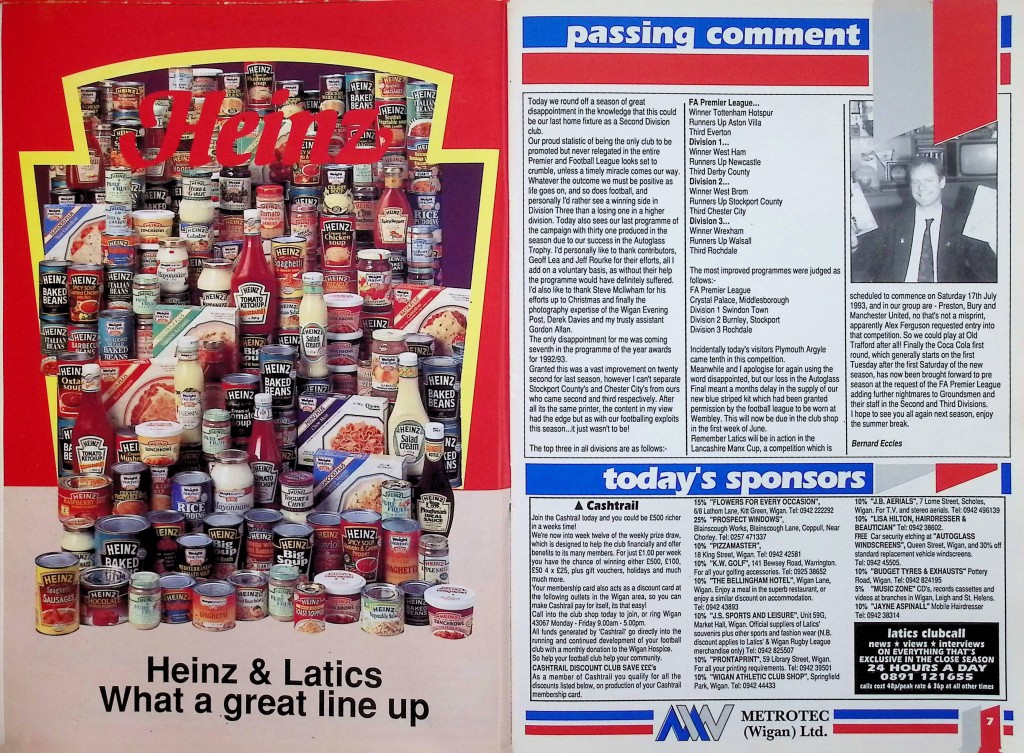 Heinz
Heinz & Latics
What a great line up
passing comment
Today we round off a season of great
disappointment in the knowledge that this could
be our last home fixture as a Second Division
club.
Our proud statistic of being the only club to be
promoted but never relegated in the entire
Premier and Football League looks set to
crumble, unless a timely miracle comes our way.
Whatever the outcome we must be positive as
life goes on, and so does football, and
personally I'd rather see a winning side in
Division Three than a losing one in a higher
division. Today also sees our last programme of
the campaign with thirty one produced in the
season due to our success in the Autoglass
Trophy. I'd personally like to thank contributors,
Geoff Lea and Jeff Rourke for their efforts, all I
add on a voluntary basis, as without their help
the programme would have definitely suffered.
I'd also like to thank Steve McIlwham for his
efforts up to Christmas and finally the
photography expertise of the Wigan Evening
Post, Derek Davies and my trusty assistant
Gordon Allan.
The only disappointment for me was coming
seventh in the programme of the year awards
for 1992/93.
Granted this was a vast improvement on twenty
second for last season, however I can't separate
Stockport County's and Chester City's from ours
who came second and third respectively. After
all its the same printer, the content in my view
had the edge but as with our footballing exploits
this season...it just wasn't to be!
The top three in all divisions are as follows:-
FA Premier League...
Winner Tottenham Hotspur
Runners Up Aston Villa
Third Everton
Division 1...
Winner West Ham
Runners Up Newcastle
Third Derby County
Division 2...
Winner West Brom
Runners Up Stockport County
Third Chester City
Division 3...
Winner Wrexham
Runners Up Walsall
Third Rochdale
The most improved programmes were judged as
follows:-
FA Premier League
Crystal Palace, Middlesborough
Division 1 Swindon Town
Division 2 Burnley, Stockport
Division 3 Rochdale
Incidentally today's visitors Plymouth Argyle
came tenth in this competition.
Meanwhile and I apologise for again using the
word disappointment, but our loss in the Autoglass
Final meant a months delay in the supply of our
new blue striped kit which had been granted
permission by the football league to be worn at
Wembley. This will now be due in the club shop
in the first week of June.
Remember Latics will be in action in the
Lancashire Manx Cup, a competition which is
scheduled to commence on Saturday 17th July
1993, and in our group are - Preston, Bury and
Manchester United, no that's not a misprint,
apparently Alex Ferguson requested entry into
that competition. So we could play at Old
Trafford after all! Finally the Coca Cola first
round, which generally starts on the first
Tuesday after the first Saturday of the new
season, has now been brought forward to pre
season at the request of the FA Premier League
adding further nightmares to Groundsmen and
their staff in the Second and Third Divisions.
I hope to see you all again next season, enjoy
the summer break.
Bernard Eccles
today's sponsors
▲ Cashtrail
Join the Cashtrail today and you could be £500 richer
in a weeks time!
We're now into week twelve of the weekly prize draw,
which is designed to help the club financially and offer
benefits to its many members. For just £1.00 per week
you have the chance of winning either £500, £100,
£50 4 x £25, plus gift vouchers, holidays and much
much more.
Your membership card also acts as a discount card at
the following outlets in the Wigan area, so you can
make Cashtrail pay for itself, its that easy!
Call into the club shop today to join, or ring Wigan
43067 Monday - Friday 9.00am - 5.00pm.
All funds generated by 'Cashtrail' go directly into the
running and continued development of your football
club with a monthly donation to the Wigan Hospice.
So help your football club help your community.
CASHTRAIL DISCOUNT CLUB SAVE £££'s
As a member of Cashtrail you qualify for all the
discounts listed below, on production of your Cashtrail
membership card.
15% "FLOWERS FOR EVERY OCCASION",
6/8 Lathom Lane, Kitt Green, Wigan. Tel: 0942 222292
25% "PROSPECT WINDOWS",
Blainscough Works, Blainscough Lane, Coppull, Near
Chorley. Tel: 0257 471337
10% "PIZZAMASTER",
18 King Street, Wigan. Tel: 0942 42581
10% "K.W. GOLF", 141 Bewsey Road, Warrington.
For all your golfing accessories. Tel: 0925 36652
10% "THE BELLINGHAM HOTEL", Wigan Lane,
Wigan. Enjoy a meal in the superb restaurant, or
enjoy a similar discount on accommodation.
Tel: 0942 43893
10% "J.S. SPORTS AND LEISURE", Unit 59G,
Market Hall, Wigan. Official suppliers of Latics'
souvenirs plus other sports and fashion wear (N.B.
discount applies to Latics' & Wigan Rugby League
merchandise only) Tel: 0942 825507
10% "PRONTAPRINT", 59 Library Street, Wigan.
For all your printing requirements. Tel: 0942 39501
10% "WIGAN ATHLETIC CLUB SHOP", Springfield
Park, Wigan. Tel: 0942 44433
10% "J.B. AERIALS", 7 Lorne Street, Scholes,
Wigan. For T.V. and stereo aerials. Tel: 0942 496139
10% "LISA HILTON, HAIRDRESSER &
BEAUTICIAN" Tel: 0942 38602.
FREE Car security etching at "AUTOGLASS
WINDSCREENS", Queen Street, Wigan, and 30% off
standard replacement vehicle windscreens.
Tel: 0942 45505.
10% "BUDGET TYRES & EXHAUSTS" Pottery
Road, Wigan. Tel: 0942 824195
5% "MUSIC ZONE" CD's, records cassettes and
videos at branches in Wigan, Leigh and St. Helens.
10% "JAYNE ASPINALL" Mobile Hairdresser
Tel: 0942 38314
latics clubcall
news ★ views ★ interviews
ON EVERYTHING THAT'S
EXCLUSIVE IN THE CLOSE SEASON
24 HOURS A DAY
0891 121655
calls cost 48p/peak rate & 36p at all other times
METROTEC
(Wigan) Ltd.
7